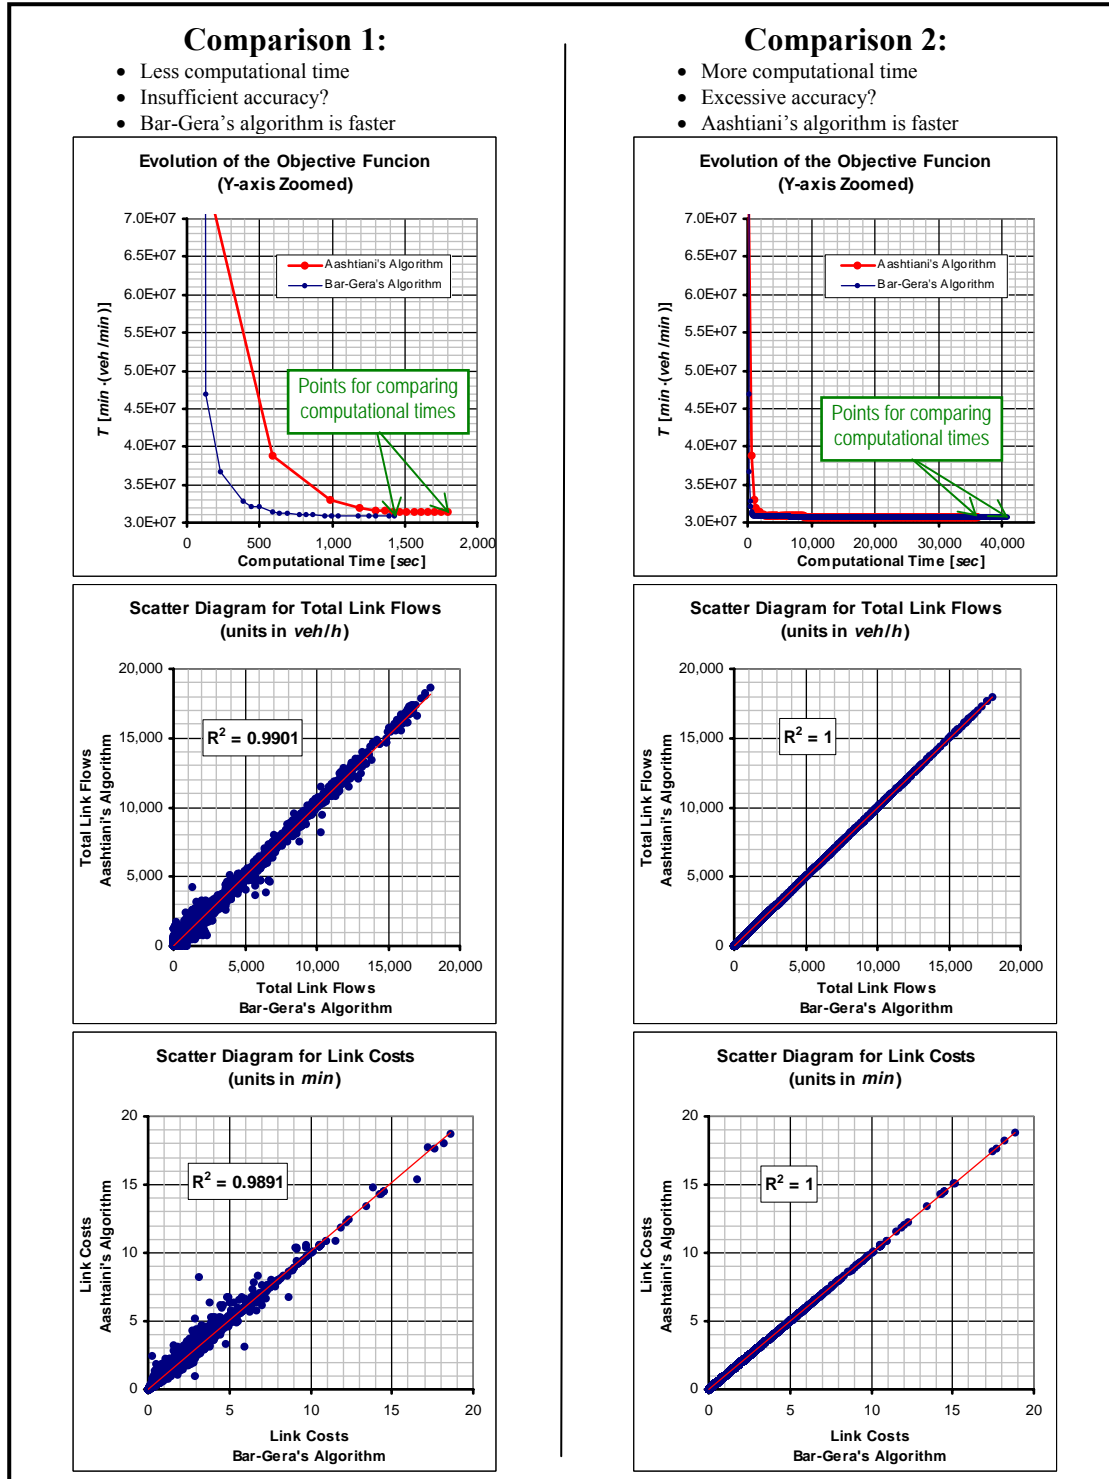 Comparison 1:
• Less computational time
• Insufficient accuracy?
• Bar-Gera's algorithm is faster
Evolution of the Objective Funcion
(Y-axis Zoomed)
7.0E+07
6.5E+07
6.0E+07
5.5E+07
5.0E+07
4.5E+07
4.0E+07
3.5E+07
3.0E+07
T [min·(veh/min)]
Aashtiani's Algorithm
Bar-Gera's Algorithm
Points for comparing
computational times
0 500 1,000 1,500 2,000
Computational Time [sec]
Scatter Diagram for Total Link Flows
(units in veh/h)
20,000
15,000
10,000
5,000
0
Total Link Flows
Aashtiani's Algorithm
R² = 0.9901
0 5,000 10,000 15,000 20,000
Total Link Flows
Bar-Gera's Algorithm
Scatter Diagram for Link Costs
(units in min)
20
15
10
5
0
Link Costs
Aashtaini's Algorithm
R² = 0.9891
0 5 10 15 20
Link Costs
Bar-Gera's Algorithm
Comparison 2:
• More computational time
• Excessive accuracy?
• Aashtiani's algorithm is faster
Evolution of the Objective Funcion
(Y-axis Zoomed)
7.0E+07
6.5E+07
6.0E+07
5.5E+07
5.0E+07
4.5E+07
4.0E+07
3.5E+07
3.0E+07
T [min·(veh/min)]
Aashtiani's Algorithm
Bar-Gera's Algorithm
Points for comparing
computational times
0 10,000 20,000 30,000 40,000
Computational Time [sec]
Scatter Diagram for Total Link Flows
(units in veh/h)
20,000
15,000
10,000
5,000
0
Total Link Flows
Aashtiani's Algorithm
R² = 1
0 5,000 10,000 15,000 20,000
Total Link Flows
Bar-Gera's Algorithm
Scatter Diagram for Link Costs
(units in min)
20
15
10
5
0
Link Costs
Aashtaini's Algorithm
R² = 1
0 5 10 15 20
Link Costs
Bar-Gera's Algorithm